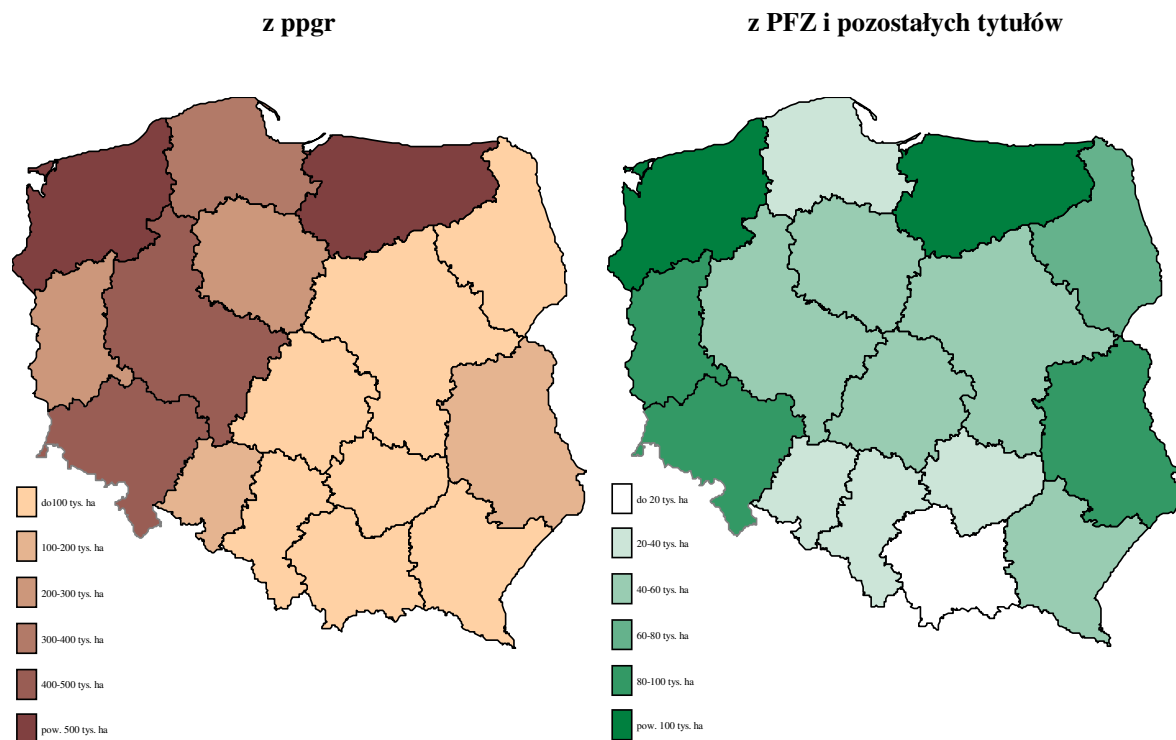 z ppgr
z PFZ i pozostałych tytułów
do100 tys. ha
100-200 tys. ha
200-300 tys. ha
300-400 tys. ha
400-500 tys. ha
pow. 500 tys. ha
do 20 tys. ha
20-40 tys. ha
40-60 tys. ha
60-80 tys. ha
80-100 tys. ha
pow. 100 tys. ha